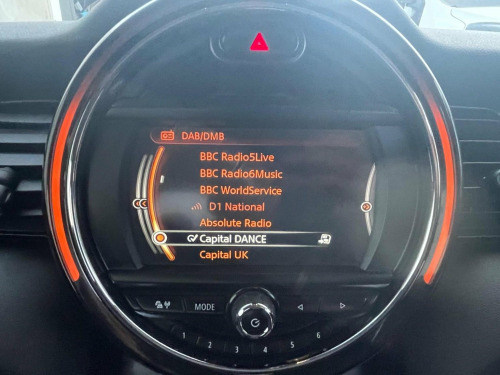 DAB/DMB
BBC Radio5Live
BBC Radio6Music
BBC WorldService
D1 National
Absolute Radio
Capital DANCE
Capital UK
MODE
1 2 3 4 5 6